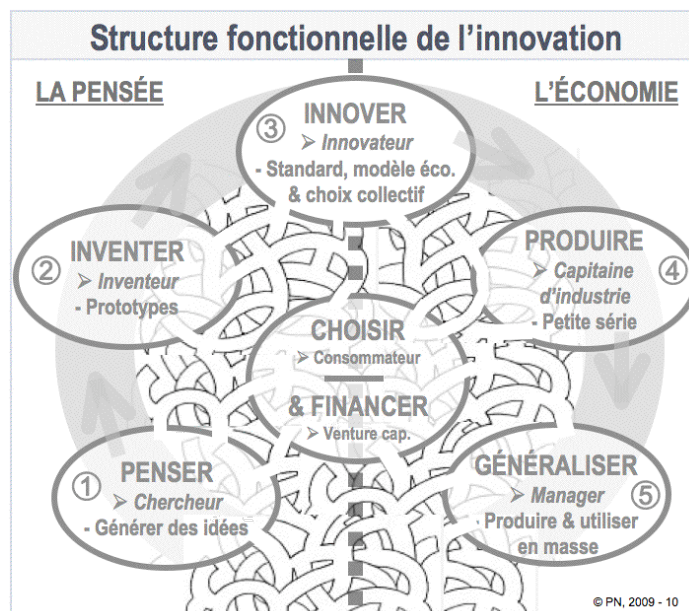 Structure fonctionnelle de l’innovation
LA PENSÉE
L’ÉCONOMIE
③ INNOVER
➢ Innovateur
- Standard, modèle éco.
& choix collectif
② INVENTER
➢ Inventeur
- Prototypes
PRODUIRE
➢ Capitaine ④
d’industrie
- Petite série
CHOISIR
➢ Consommateur
& FINANCER
➢ Venture cap.
① PENSER
➢ Chercheur
- Générer des idées
GÉNÉRALISER
➢ Manager ⑤
- Produire & utiliser
en masse
© PN, 2009 - 10